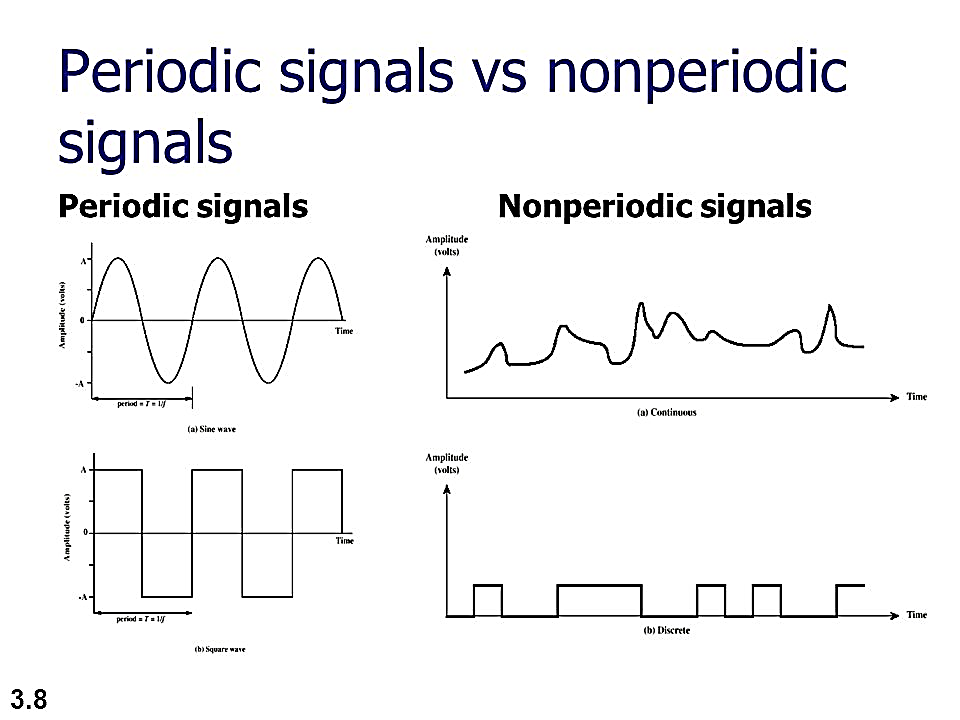 Periodic signals vs nonperiodic
signals
Periodic signals
Nonperiodic signals
Amplitude (volts)
A
0
-A
Time
period = T = 1/f
(a) Sine wave
Amplitude (volts)
A
0
-A
Time
period = T = 1/f
(b) Square wave
Amplitude
(volts)
Time
(a) Continuous
Amplitude
(volts)
Time
(b) Discrete
3.8